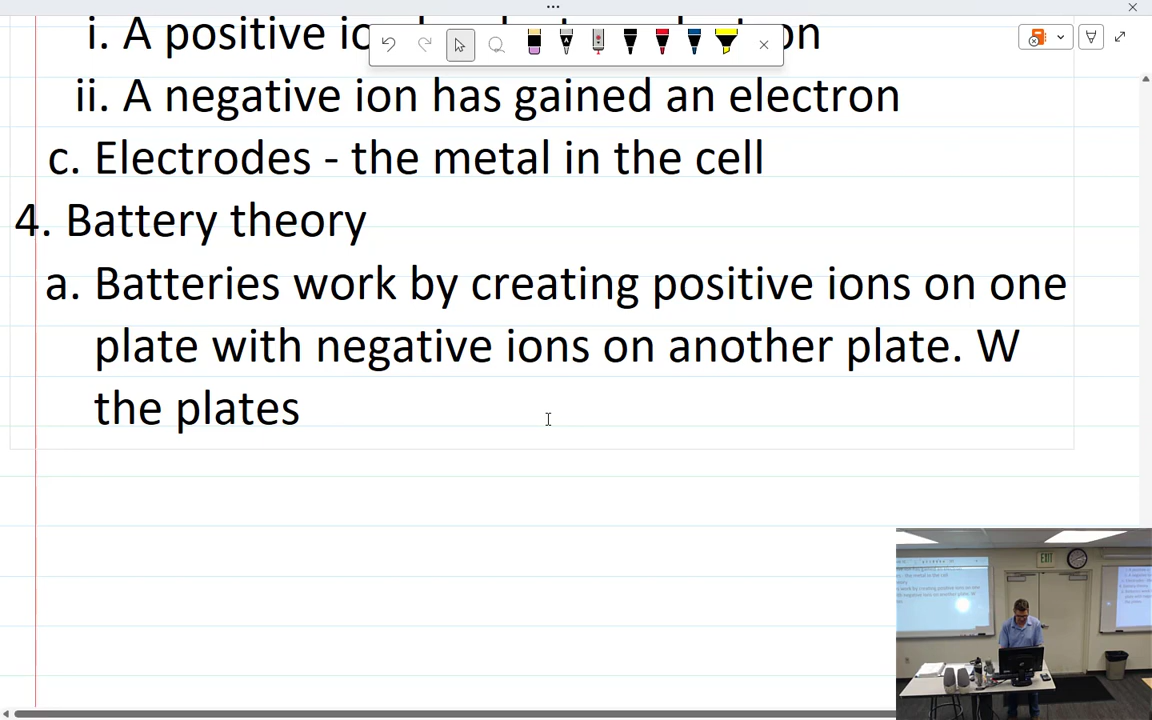 i. A positive io on
ii. A negative ion has gained an electron
c. Electrodes - the metal in the cell
4. Battery theory
a. Batteries work by creating positive ions on one
plate with negative ions on another plate. W
the plates
EXIT